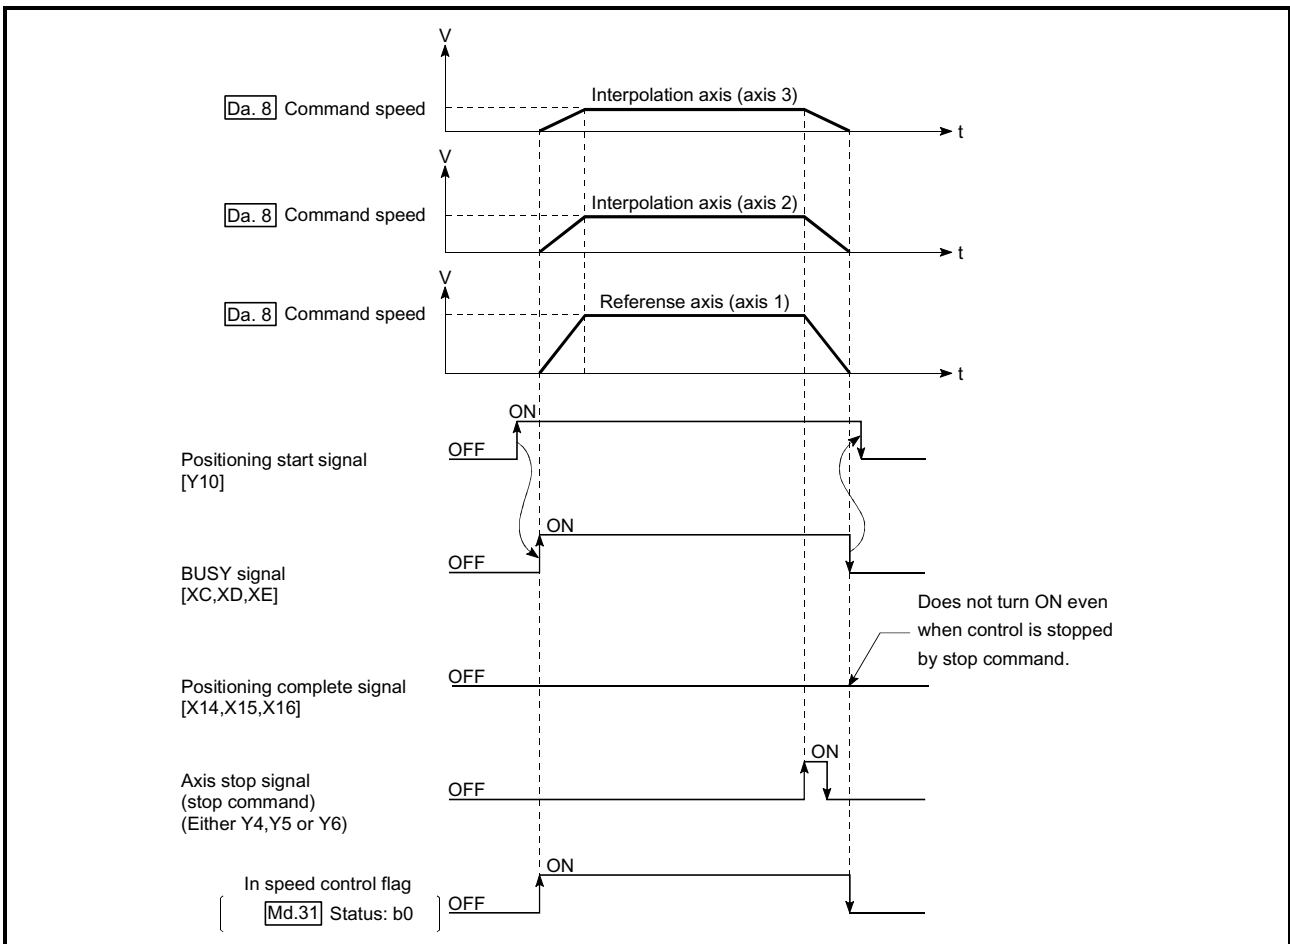 V
Interpolation axis (axis 3)
Da. 8 Command speed
t
V
Interpolation axis (axis 2)
Da. 8 Command speed
t
V
Referense axis (axis 1)
Da. 8 Command speed
t
ON
OFF
Positioning start signal
[Y10]
ON
OFF
BUSY signal
[XC,XD,XE]
Does not turn ON even
when control is stopped
by stop command.
OFF
Positioning complete signal
[X14,X15,X16]
ON
Axis stop signal
OFF
(stop command)
(Either Y4,Y5 or Y6)
ON
In speed control flag
OFF
Md.31 Status: b0